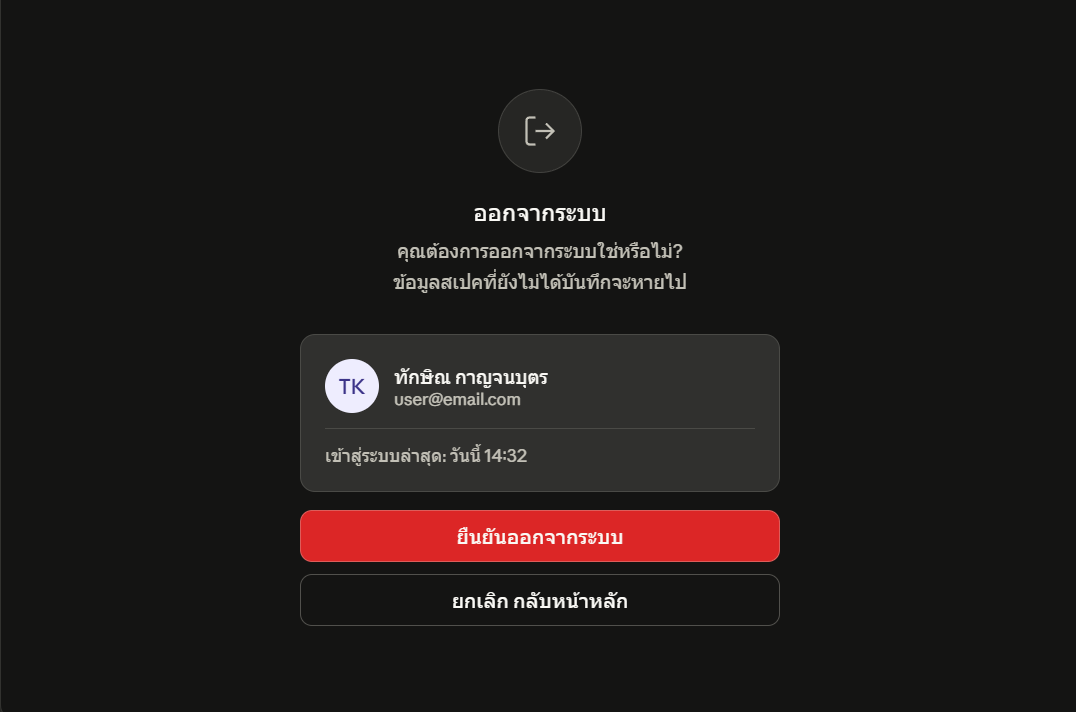 ออกจากระบบ
คุณต้องการออกจากระบบใช่หรือไม่?
ข้อมูลสเปคที่ยังไม่ได้บันทึกจะหายไป
TK
ทักษิณ กาญจนบุตร
user@email.com
เข้าสู่ระบบล่าสุด: วันนี้ 14:32
ยืนยันออกจากระบบ
ยกเลิก กลับหน้าหลัก